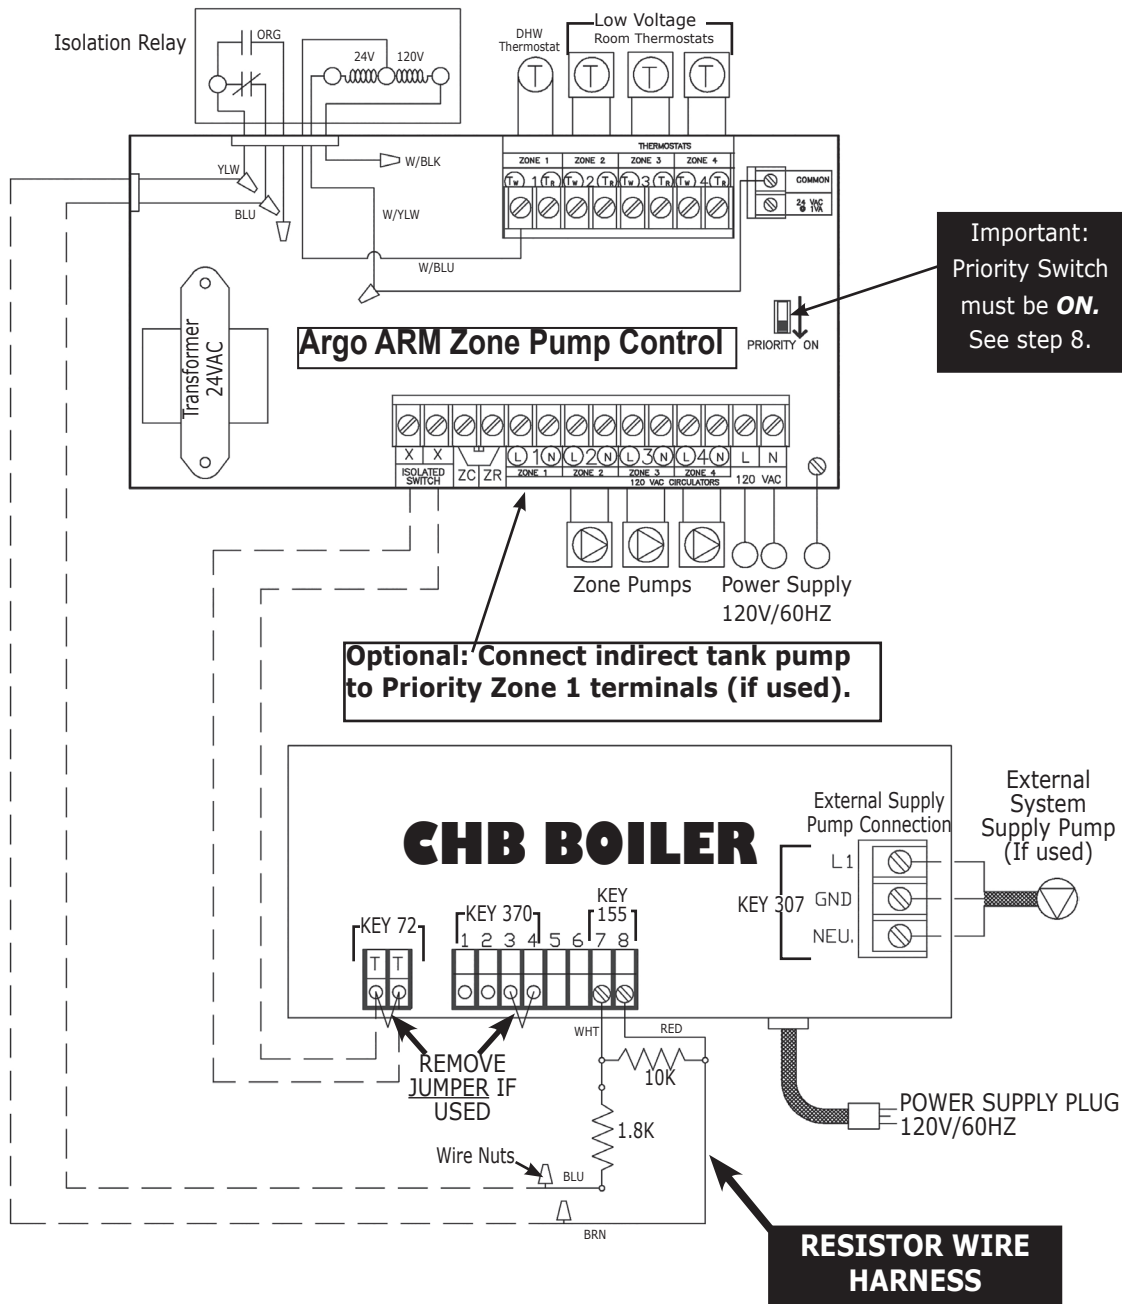 Isolation Relay
ORG
24V 120V
DHW
Thermostat
Low Voltage
Room Thermostats
T T T T
YLW
BLU
W/BLK
W/YLW
W/BLU
THERMOSTATS
ZONE 1 ZONE 2 ZONE 3 ZONE 4
TW 1 TR TW 2 TR TW 3 TR TW 4 TR
COMMON
24 VAC
@ 1VA
Important:
Priority Switch
must be ON.
See step 8.
PRIORITY ON
Transformer
24VAC
Argo ARM Zone Pump Control
X X ZC ZR L 1 N L 2 N L 3 N L 4 N L N
ISOLATED
SWITCH
ZONE 1 ZONE 2 ZONE 3 ZONE 4
120 VAC CIRCULATORS
120 VAC
Zone Pumps
Power Supply
120V/60HZ
Optional: Connect indirect tank pump
to Priority Zone 1 terminals (if used).
CHB BOILER
External Supply
Pump Connection
L1
GND
NEU.
KEY 307
External
System
Supply Pump
(If used)
KEY 72
T T
KEY 370
KEY
155
1 2 3 4 5 6 7 8
WHT
RED
10K
1.8K
REMOVE
JUMPER IF
USED
Wire Nuts
BLU
BRN
POWER SUPPLY PLUG
120V/60HZ
RESISTOR WIRE
HARNESS